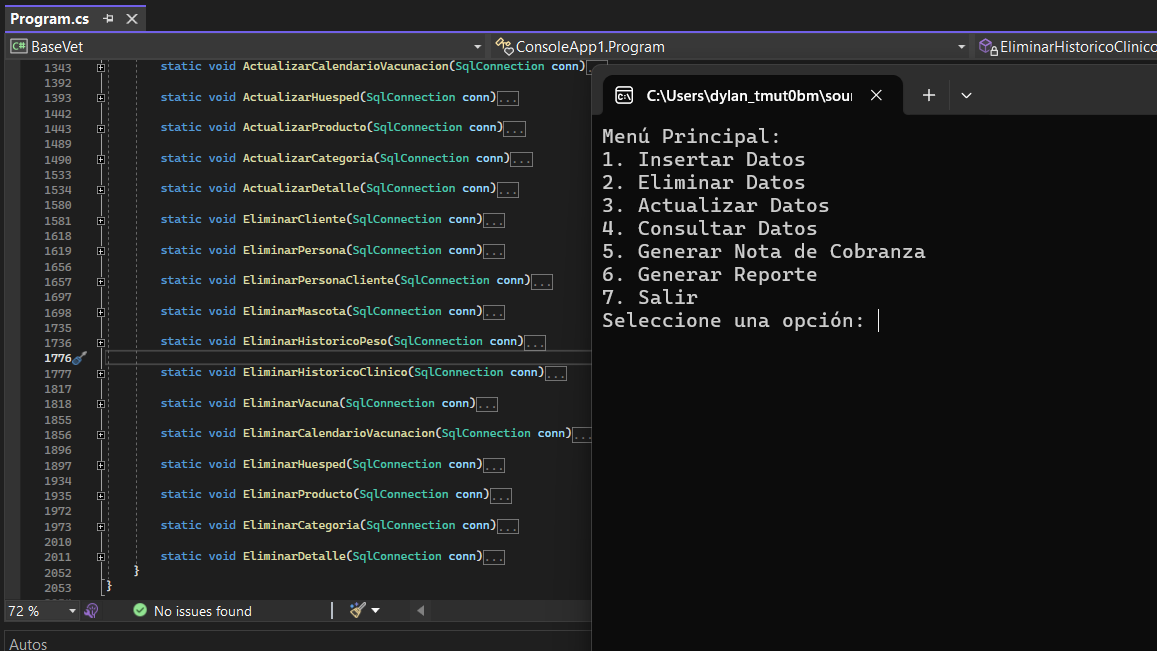 Program.cs
C# BaseVet
ConsoleApp1.Program
EliminarHistoricoClinico
1343 static void ActualizarCalendarioVacunacion(SqlConnection conn)...
1392
1393 static void ActualizarHuesped(SqlConnection conn)...
1442
1443 static void ActualizarProducto(SqlConnection conn)...
1489
1490 static void ActualizarCategoria(SqlConnection conn)...
1533
1534 static void ActualizarDetalle(SqlConnection conn)...
1580
1581 static void EliminarCliente(SqlConnection conn)...
1618
1619 static void EliminarPersona(SqlConnection conn)...
1656
1657 static void EliminarPersonaCliente(SqlConnection conn)...
1697
1698 static void EliminarMascota(SqlConnection conn)...
1735
1736 static void EliminarHistoricoPeso(SqlConnection conn)...
1776
1777 static void EliminarHistoricoClinico(SqlConnection conn)...
1817
1818 static void EliminarVacuna(SqlConnection conn)...
1855
1856 static void EliminarCalendarioVacunacion(SqlConnection conn)...
1896
1897 static void EliminarHuesped(SqlConnection conn)...
1934
1935 static void EliminarProducto(SqlConnection conn)...
1972
1973 static void EliminarCategoria(SqlConnection conn)...
2010
2011 static void EliminarDetalle(SqlConnection conn)...
2052 }
2053 }
72 %
No issues found
Autos
C:\Users\dylan_tmut0bm\sour
Menú Principal:
1. Insertar Datos
2. Eliminar Datos
3. Actualizar Datos
4. Consultar Datos
5. Generar Nota de Cobranza
6. Generar Reporte
7. Salir
Seleccione una opción: